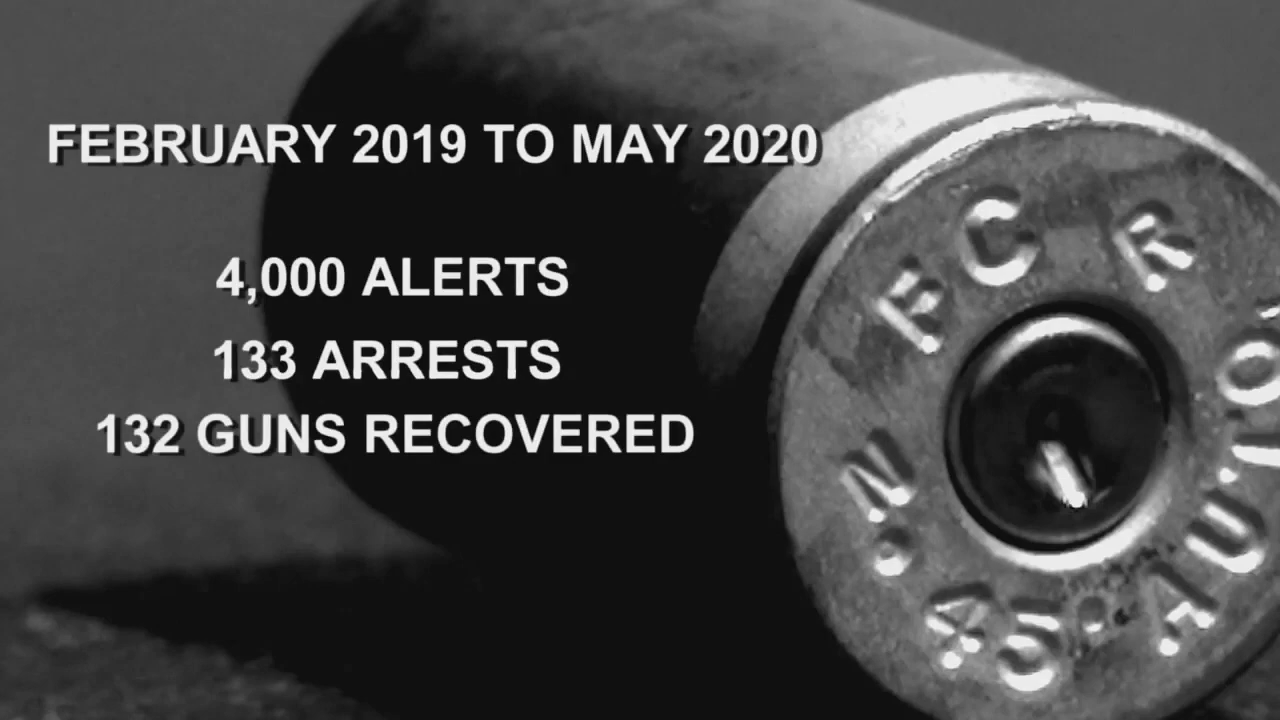 FEBRUARY 2019 TO MAY 2020
4,000 ALERTS
133 ARRESTS
132 GUNS RECOVERED
45 AUTO